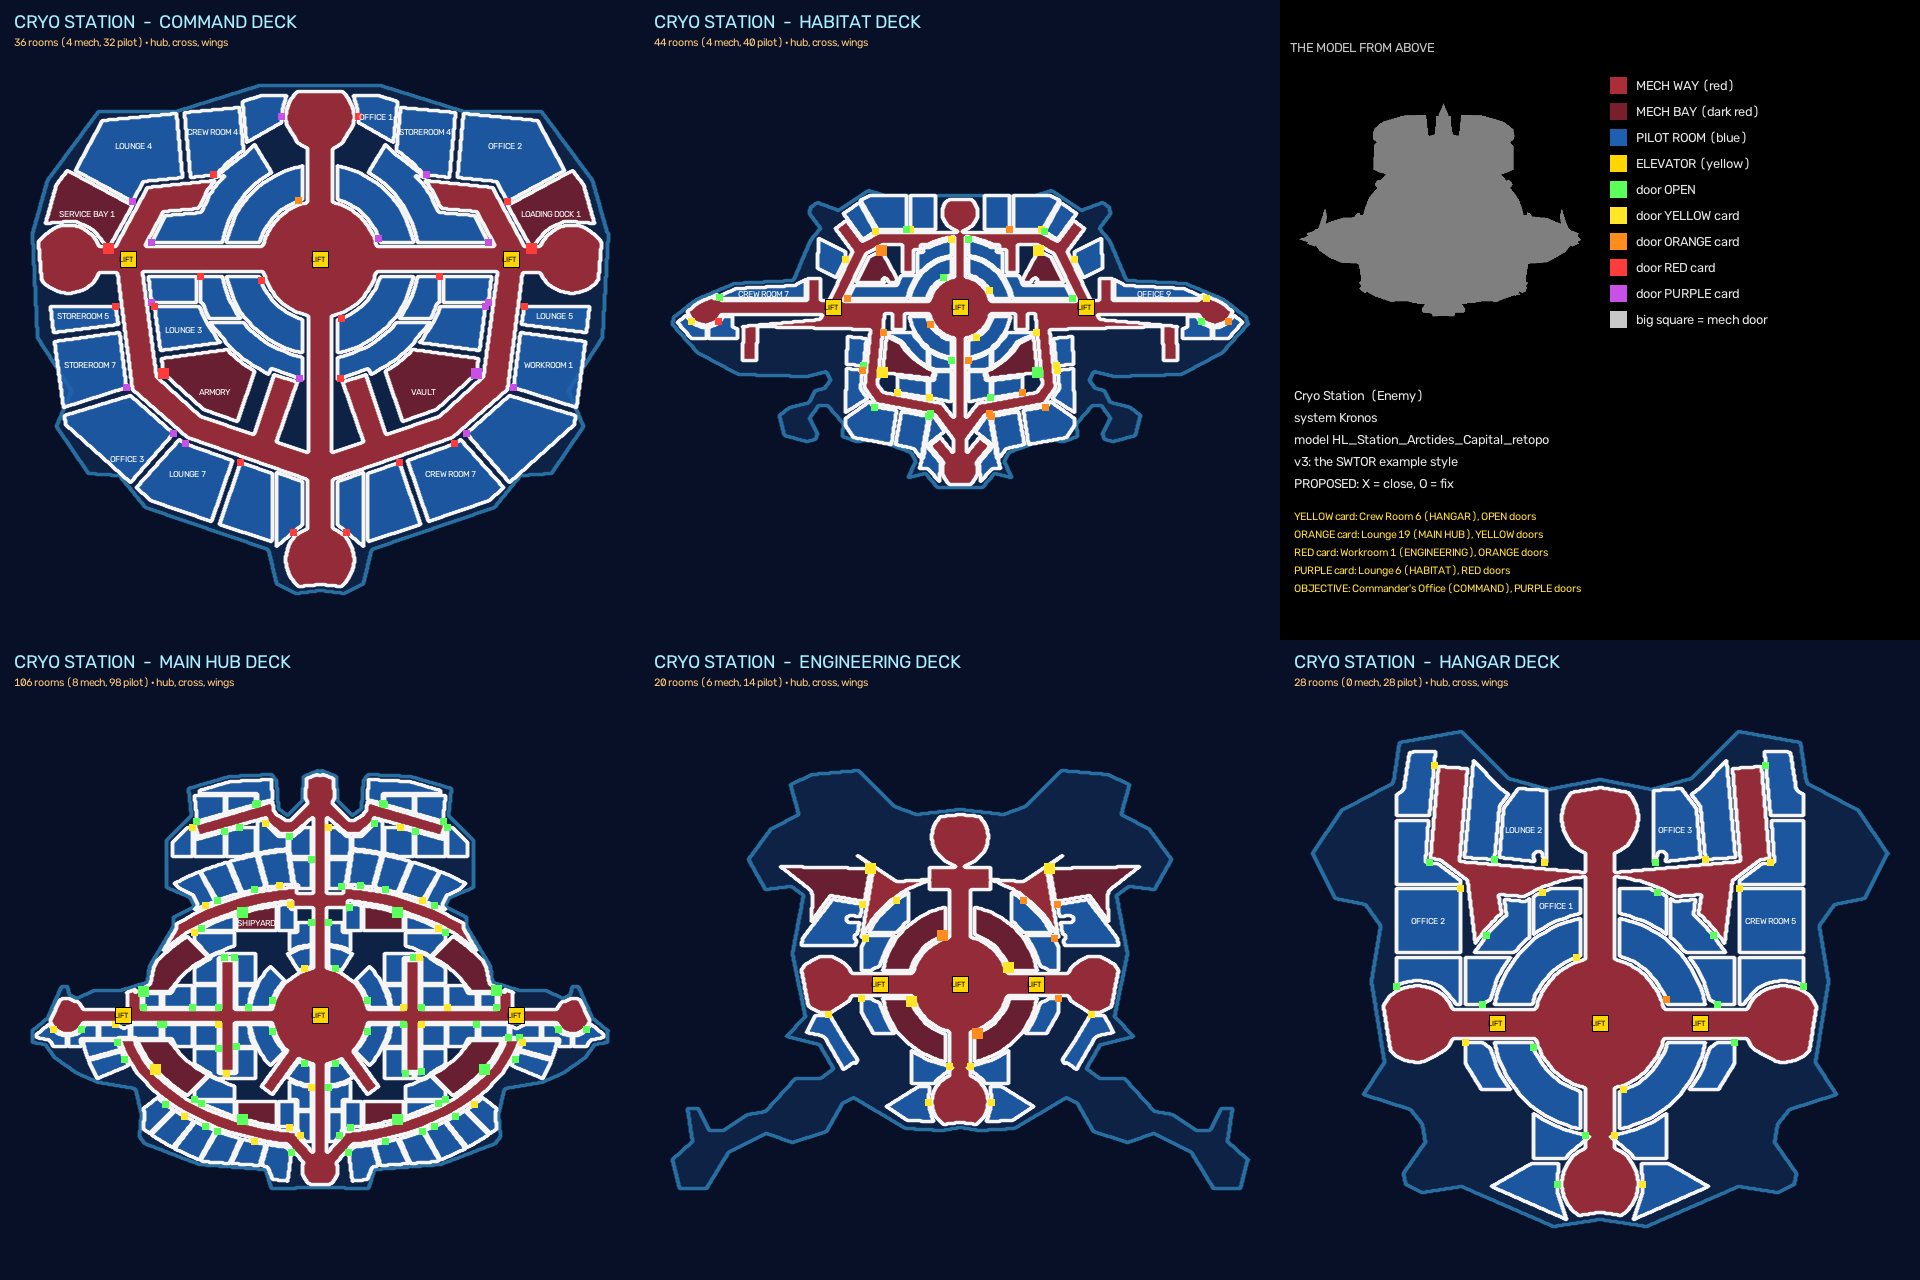 CRYO STATION - COMMAND DECK
36 rooms (4 mech, 32 pilot) • hub, cross, wings
OFFICE 1
CREW ROOM 4
STOREROOM 4
LOUNGE 4
OFFICE 2
SERVICE BAY 1
LOADING DOCK 1
LIFT
LIFT
LIFT
STOREROOM 5
LOUNGE 3
LOUNGE 5
STOREROOM 7
WORKROOM 1
ARMORY
VAULT
OFFICE 3
LOUNGE 7
CREW ROOM 7
CRYO STATION - HABITAT DECK
44 rooms (4 mech, 40 pilot) • hub, cross, wings
CREW ROOM 7
OFFICE 9
LIFT
LIFT
LIFT
THE MODEL FROM ABOVE
MECH WAY (red)
MECH BAY (dark red)
PILOT ROOM (blue)
ELEVATOR (yellow)
door OPEN
door YELLOW card
door ORANGE card
door RED card
door PURPLE card
big square = mech door
Cryo Station (Enemy)
system Kronos
model HL_Station_Arctides_Capital_retopo
v3: the SWTOR example style
PROPOSED: X = close, O = fix
YELLOW card: Crew Room 6 (HANGAR), OPEN doors
ORANGE card: Lounge 19 (MAIN HUB), YELLOW doors
RED card: Workroom 1 (ENGINEERING), ORANGE doors
PURPLE card: Lounge 6 (HABITAT), RED doors
OBJECTIVE: Commander's Office (COMMAND), PURPLE doors
CRYO STATION - MAIN HUB DECK
106 rooms (8 mech, 98 pilot) • hub, cross, wings
SHIPYARD
LIFT
LIFT
LIFT
CRYO STATION - ENGINEERING DECK
20 rooms (6 mech, 14 pilot) • hub, cross, wings
LIFT
LIFT
LIFT
CRYO STATION - HANGAR DECK
28 rooms (0 mech, 28 pilot) • hub, cross, wings
LOUNGE 2
OFFICE 3
OFFICE 1
OFFICE 2
CREW ROOM 5
LIFT
LIFT
LIFT